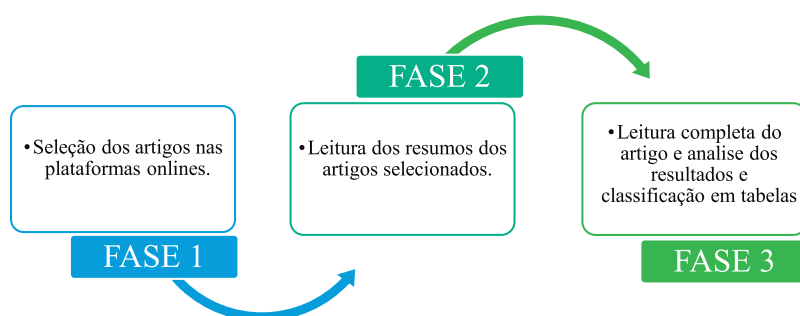 •Seleção dos artigos nas
plataformas onlines.
FASE 1
FASE 2
•Leitura dos resumos dos
artigos selecionados.
•Leitura completa do
artigo e analise dos
resultados e
classificação em tabelas
FASE 3